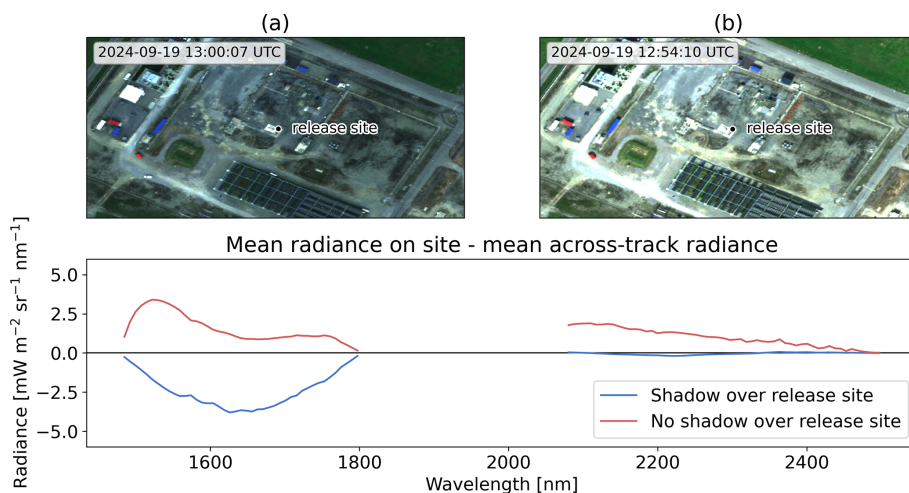 (a)
(b)
2024-09-19 13:00:07 UTC
2024-09-19 12:54:10 UTC
release site
release site
Mean radiance on site - mean across-track radiance
Radiance [mW m⁻² sr⁻¹ nm⁻¹]
5.0
2.5
0.0
−2.5
−5.0
Shadow over release site
No shadow over release site
1600
1800
2000
2200
2400
Wavelength [nm]